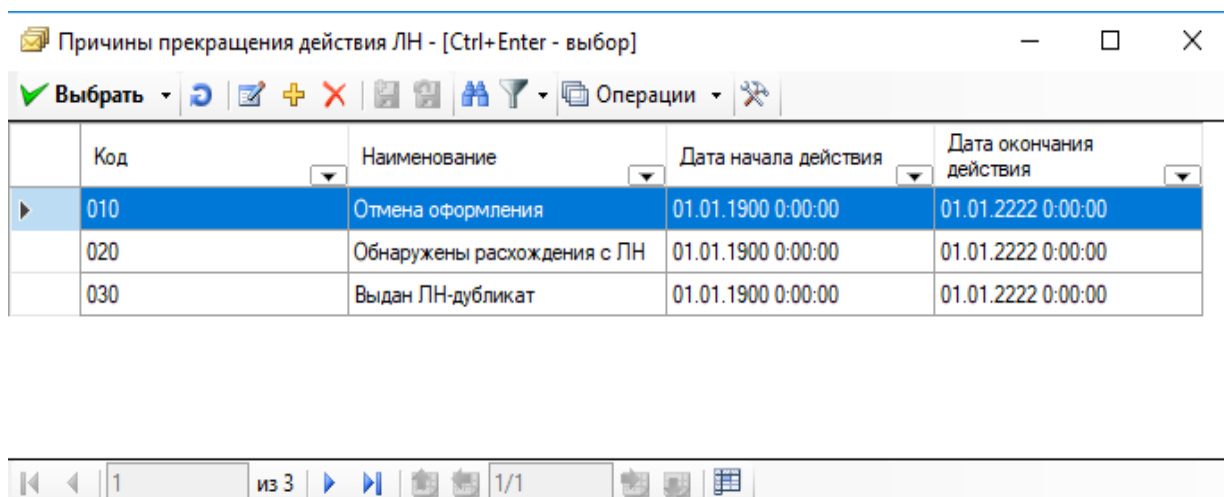 Причины прекращения действия ЛН - [Ctrl+Enter - выбор]
Выбрать Операции
Код Наименование Дата начала действия Дата окончания действия
010 Отмена оформления 01.01.1900 0:00:00 01.01.2222 0:00:00
020 Обнаружены расхождения с ЛН 01.01.1900 0:00:00 01.01.2222 0:00:00
030 Выдан ЛН-дубликат 01.01.1900 0:00:00 01.01.2222 0:00:00
1 из 3 1/1